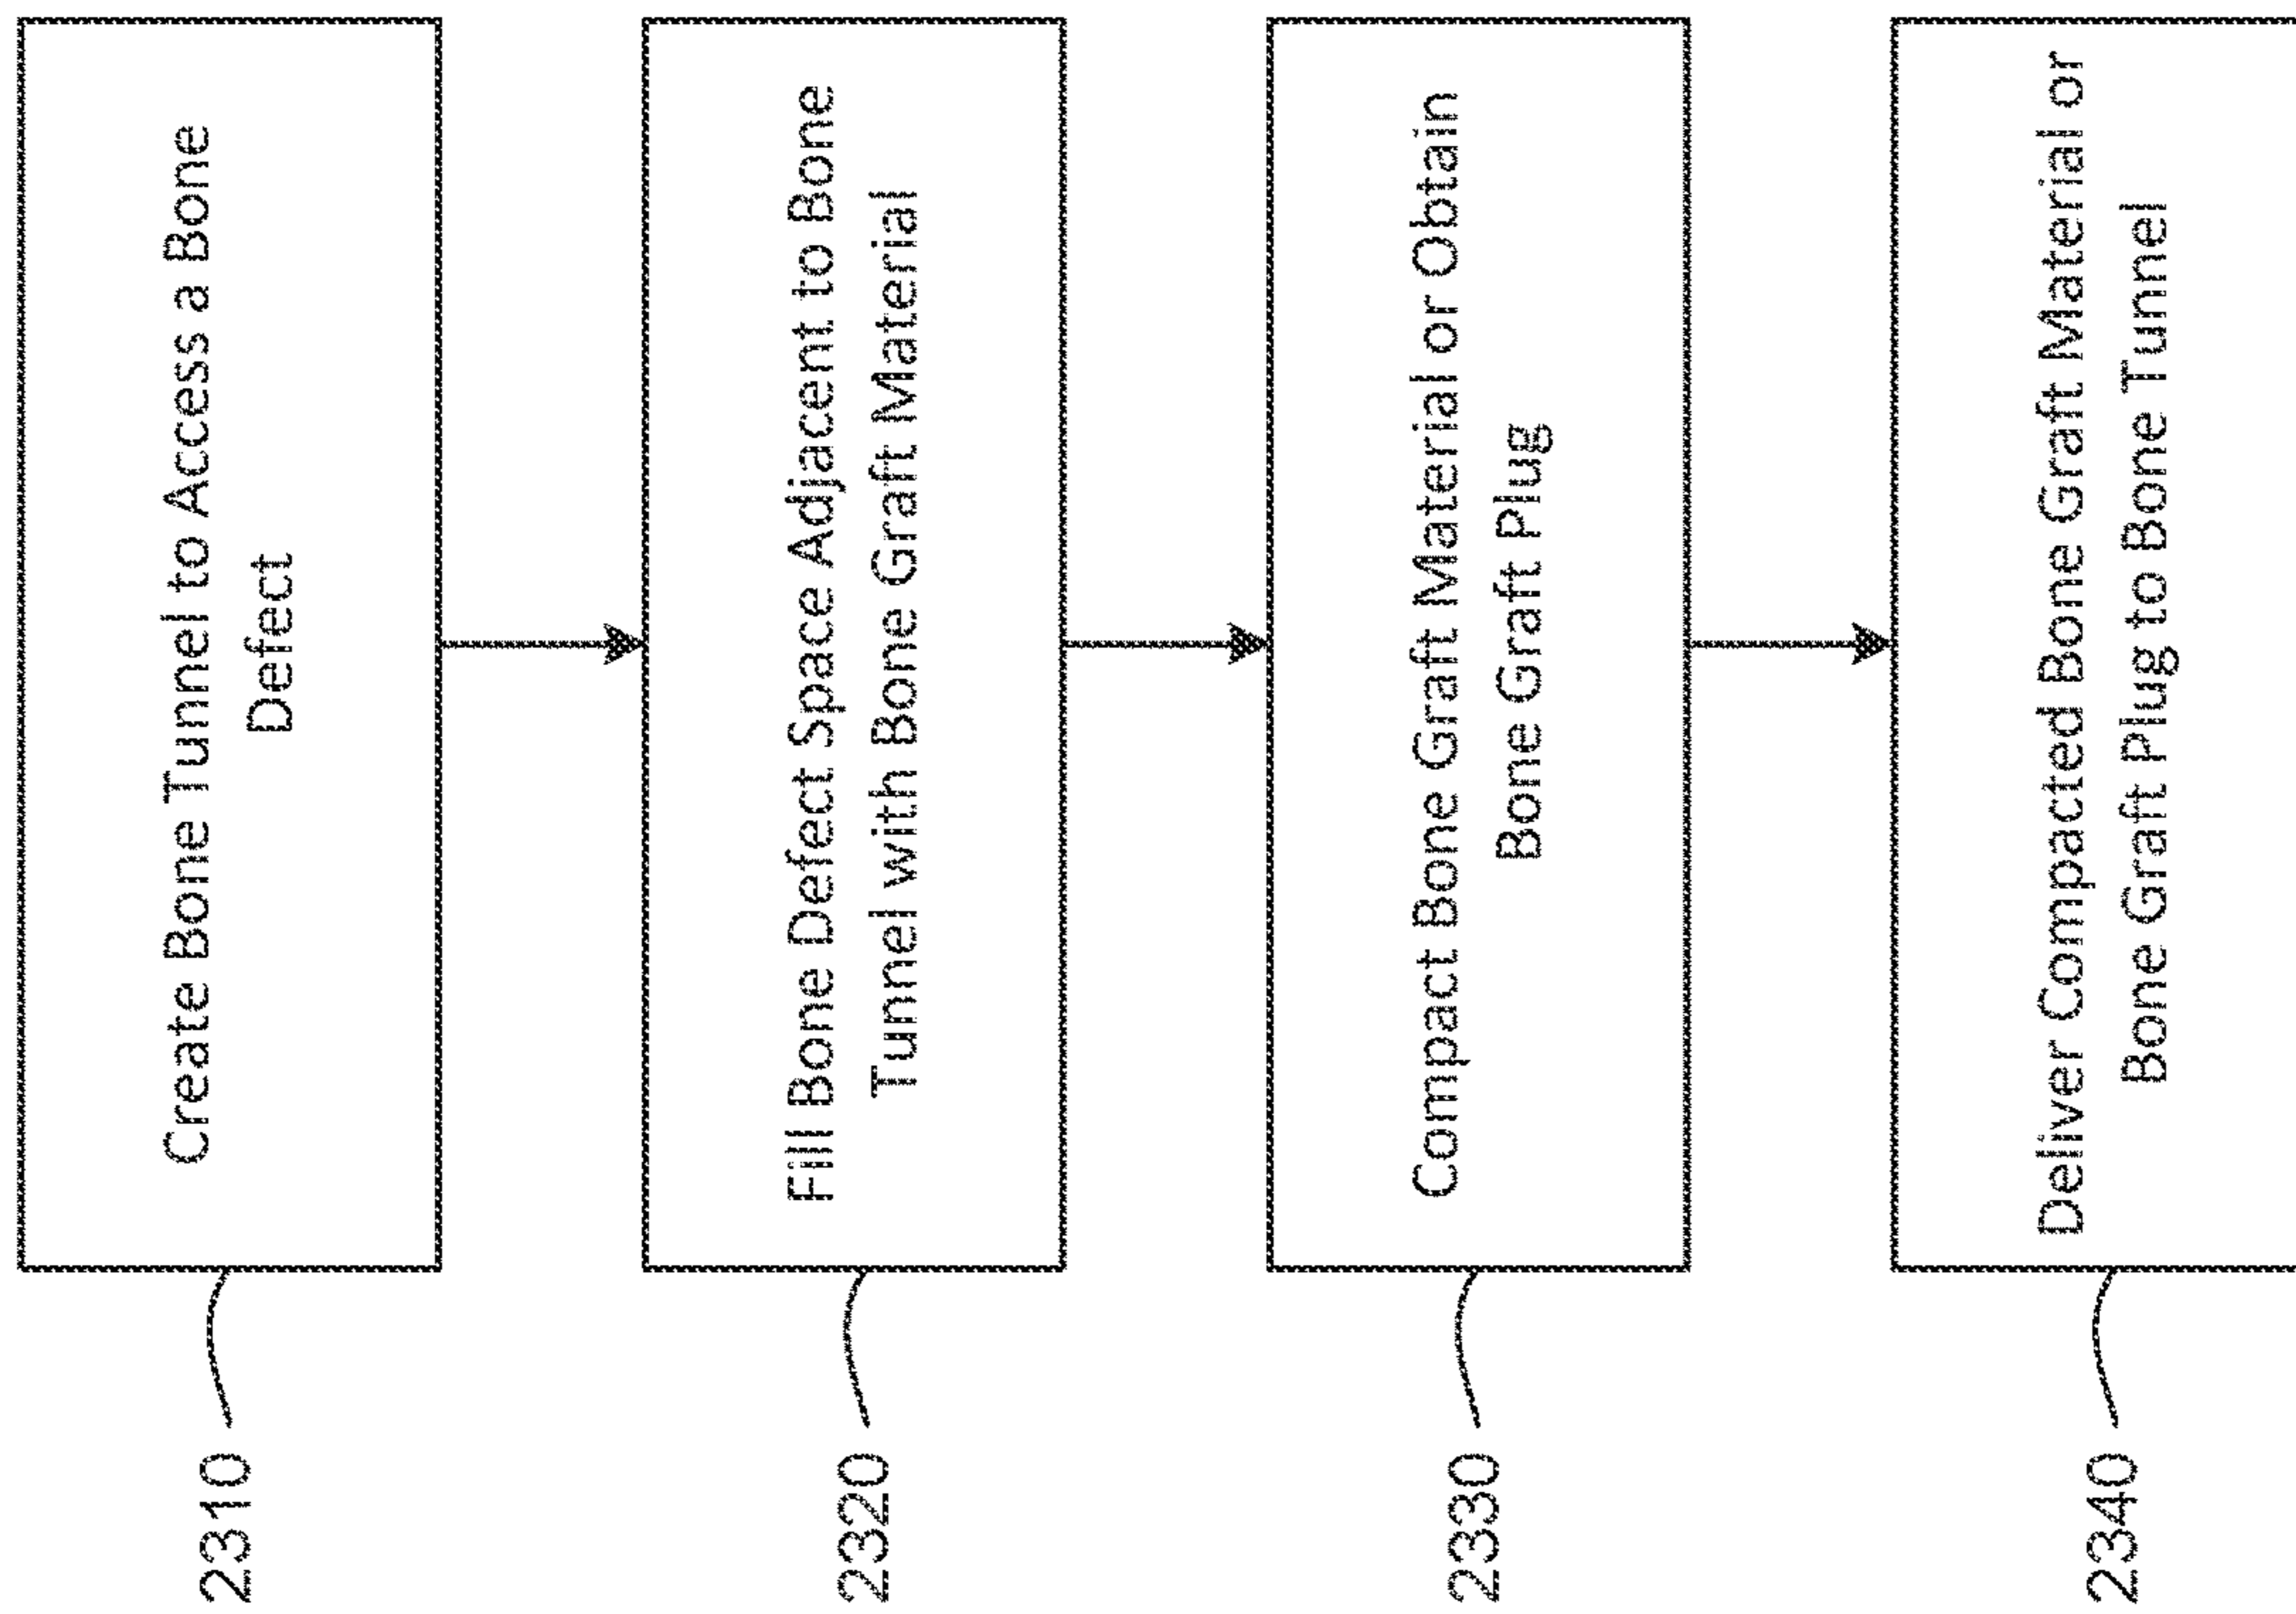 2310
Create Bone Tunnel to Access a Bone
Defect
2320
Fill Bone Defect Space Adjacent to Bone
Tunnel with Bone Graft Material
2330
Compact Bone Graft Material or Obtain
Bone Graft Plug
2340
Deliver Compacted Bone Graft Material or
Bone Graft Plug to Bone Tunnel